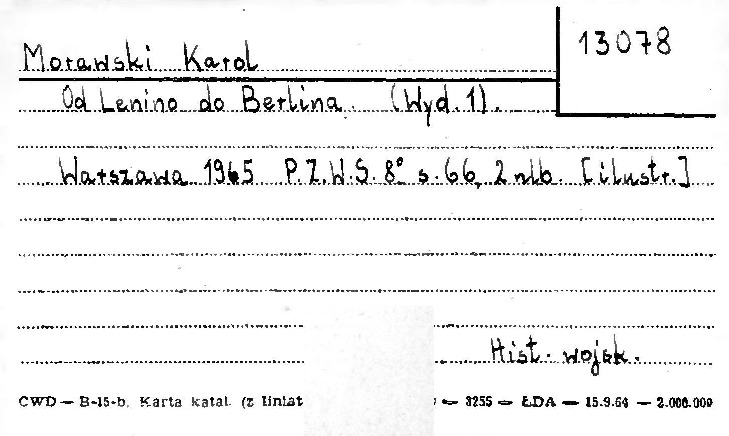 Morawski Karol
13078
Od Lenino do Berlina. (Wyd. 1).
Warszawa 1965 P.Z.W.S. 8° s. 66, 2 nlb. [ilustr.]
Hist. wojsk.
CWD — B-15-b. Karta katal. (z liniat — 3255 — ŁDA — 15.9.64 — 2.000.000